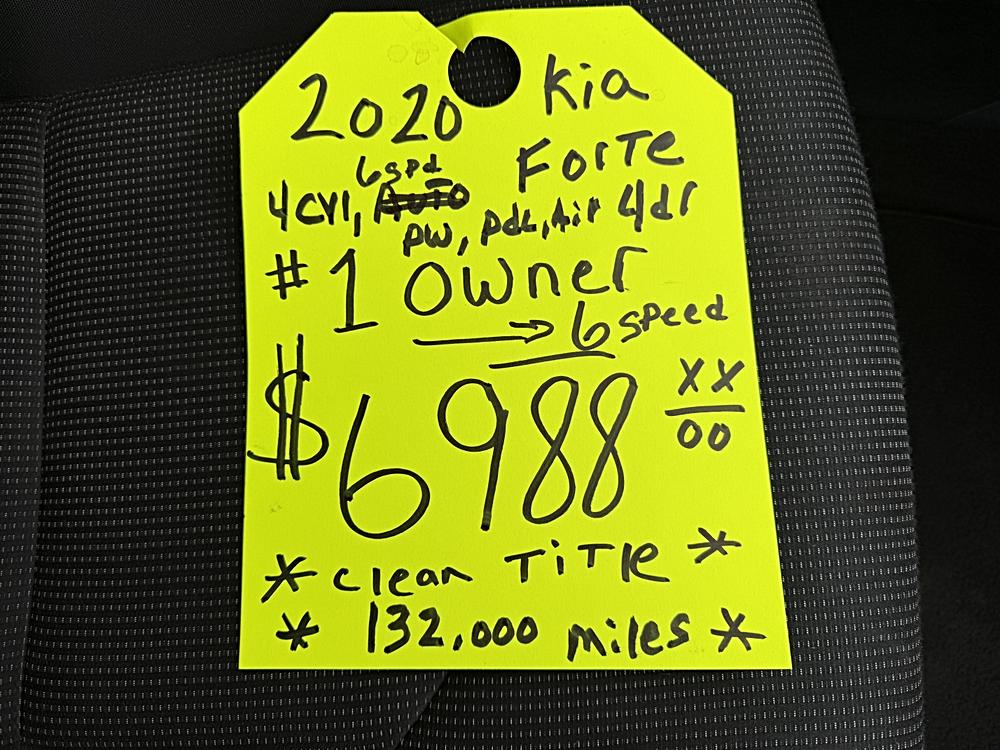 2020 Kia
Forte
6spd
4cyl, Auto
4dr
pw, pdl, Air
#1 Owner
→ 6 speed
$6988 XX
00
* Clean TiTle *
* 132,000 miles *